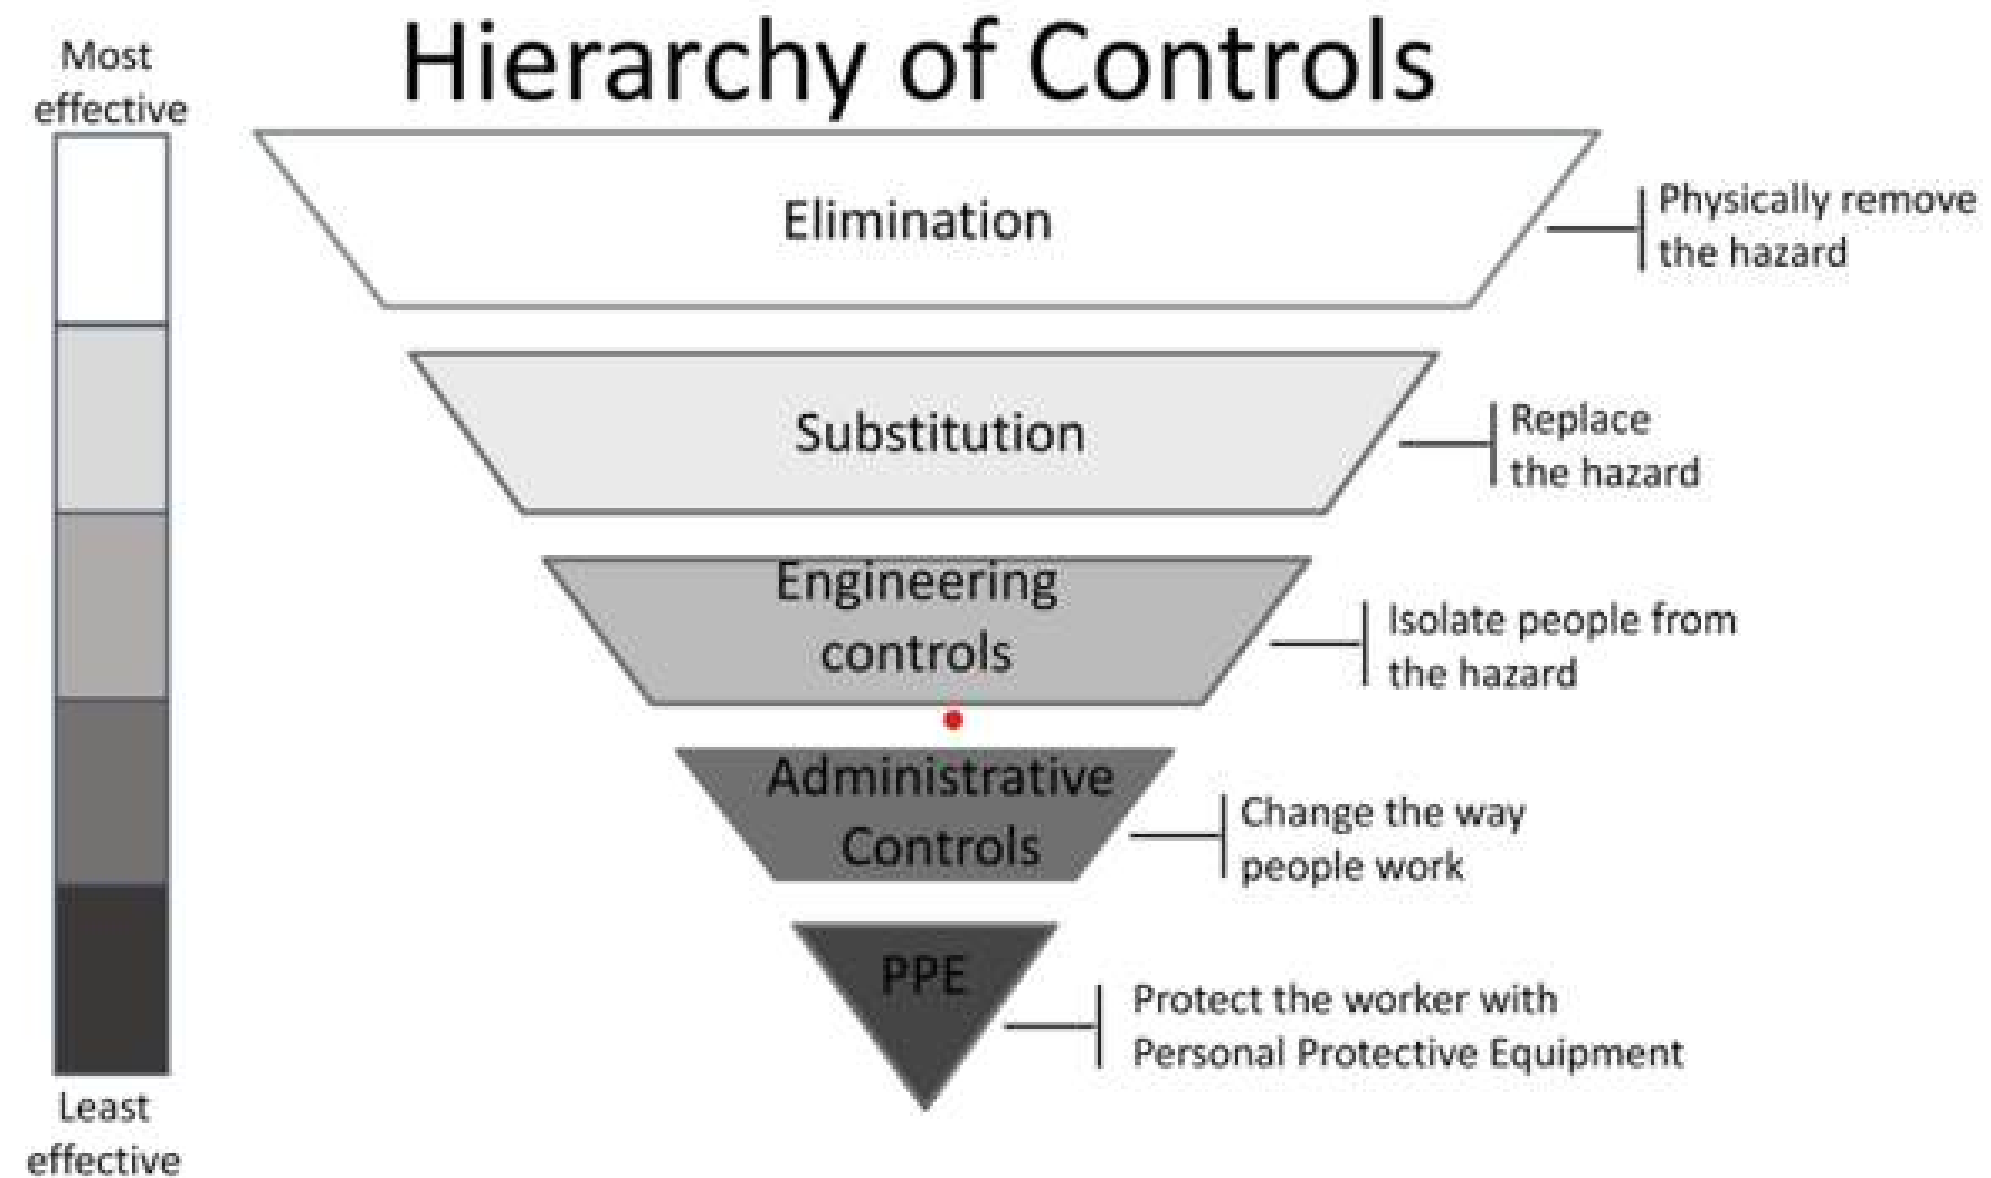 Hierarchy of Controls
Most
effective
Elimination
Physically remove
the hazard
Substitution
Replace
the hazard
Engineering
controls
Isolate people from
the hazard
Administrative
Controls
Change the way
people work
PPE
Protect the worker with
Personal Protective Equipment
Least
effective